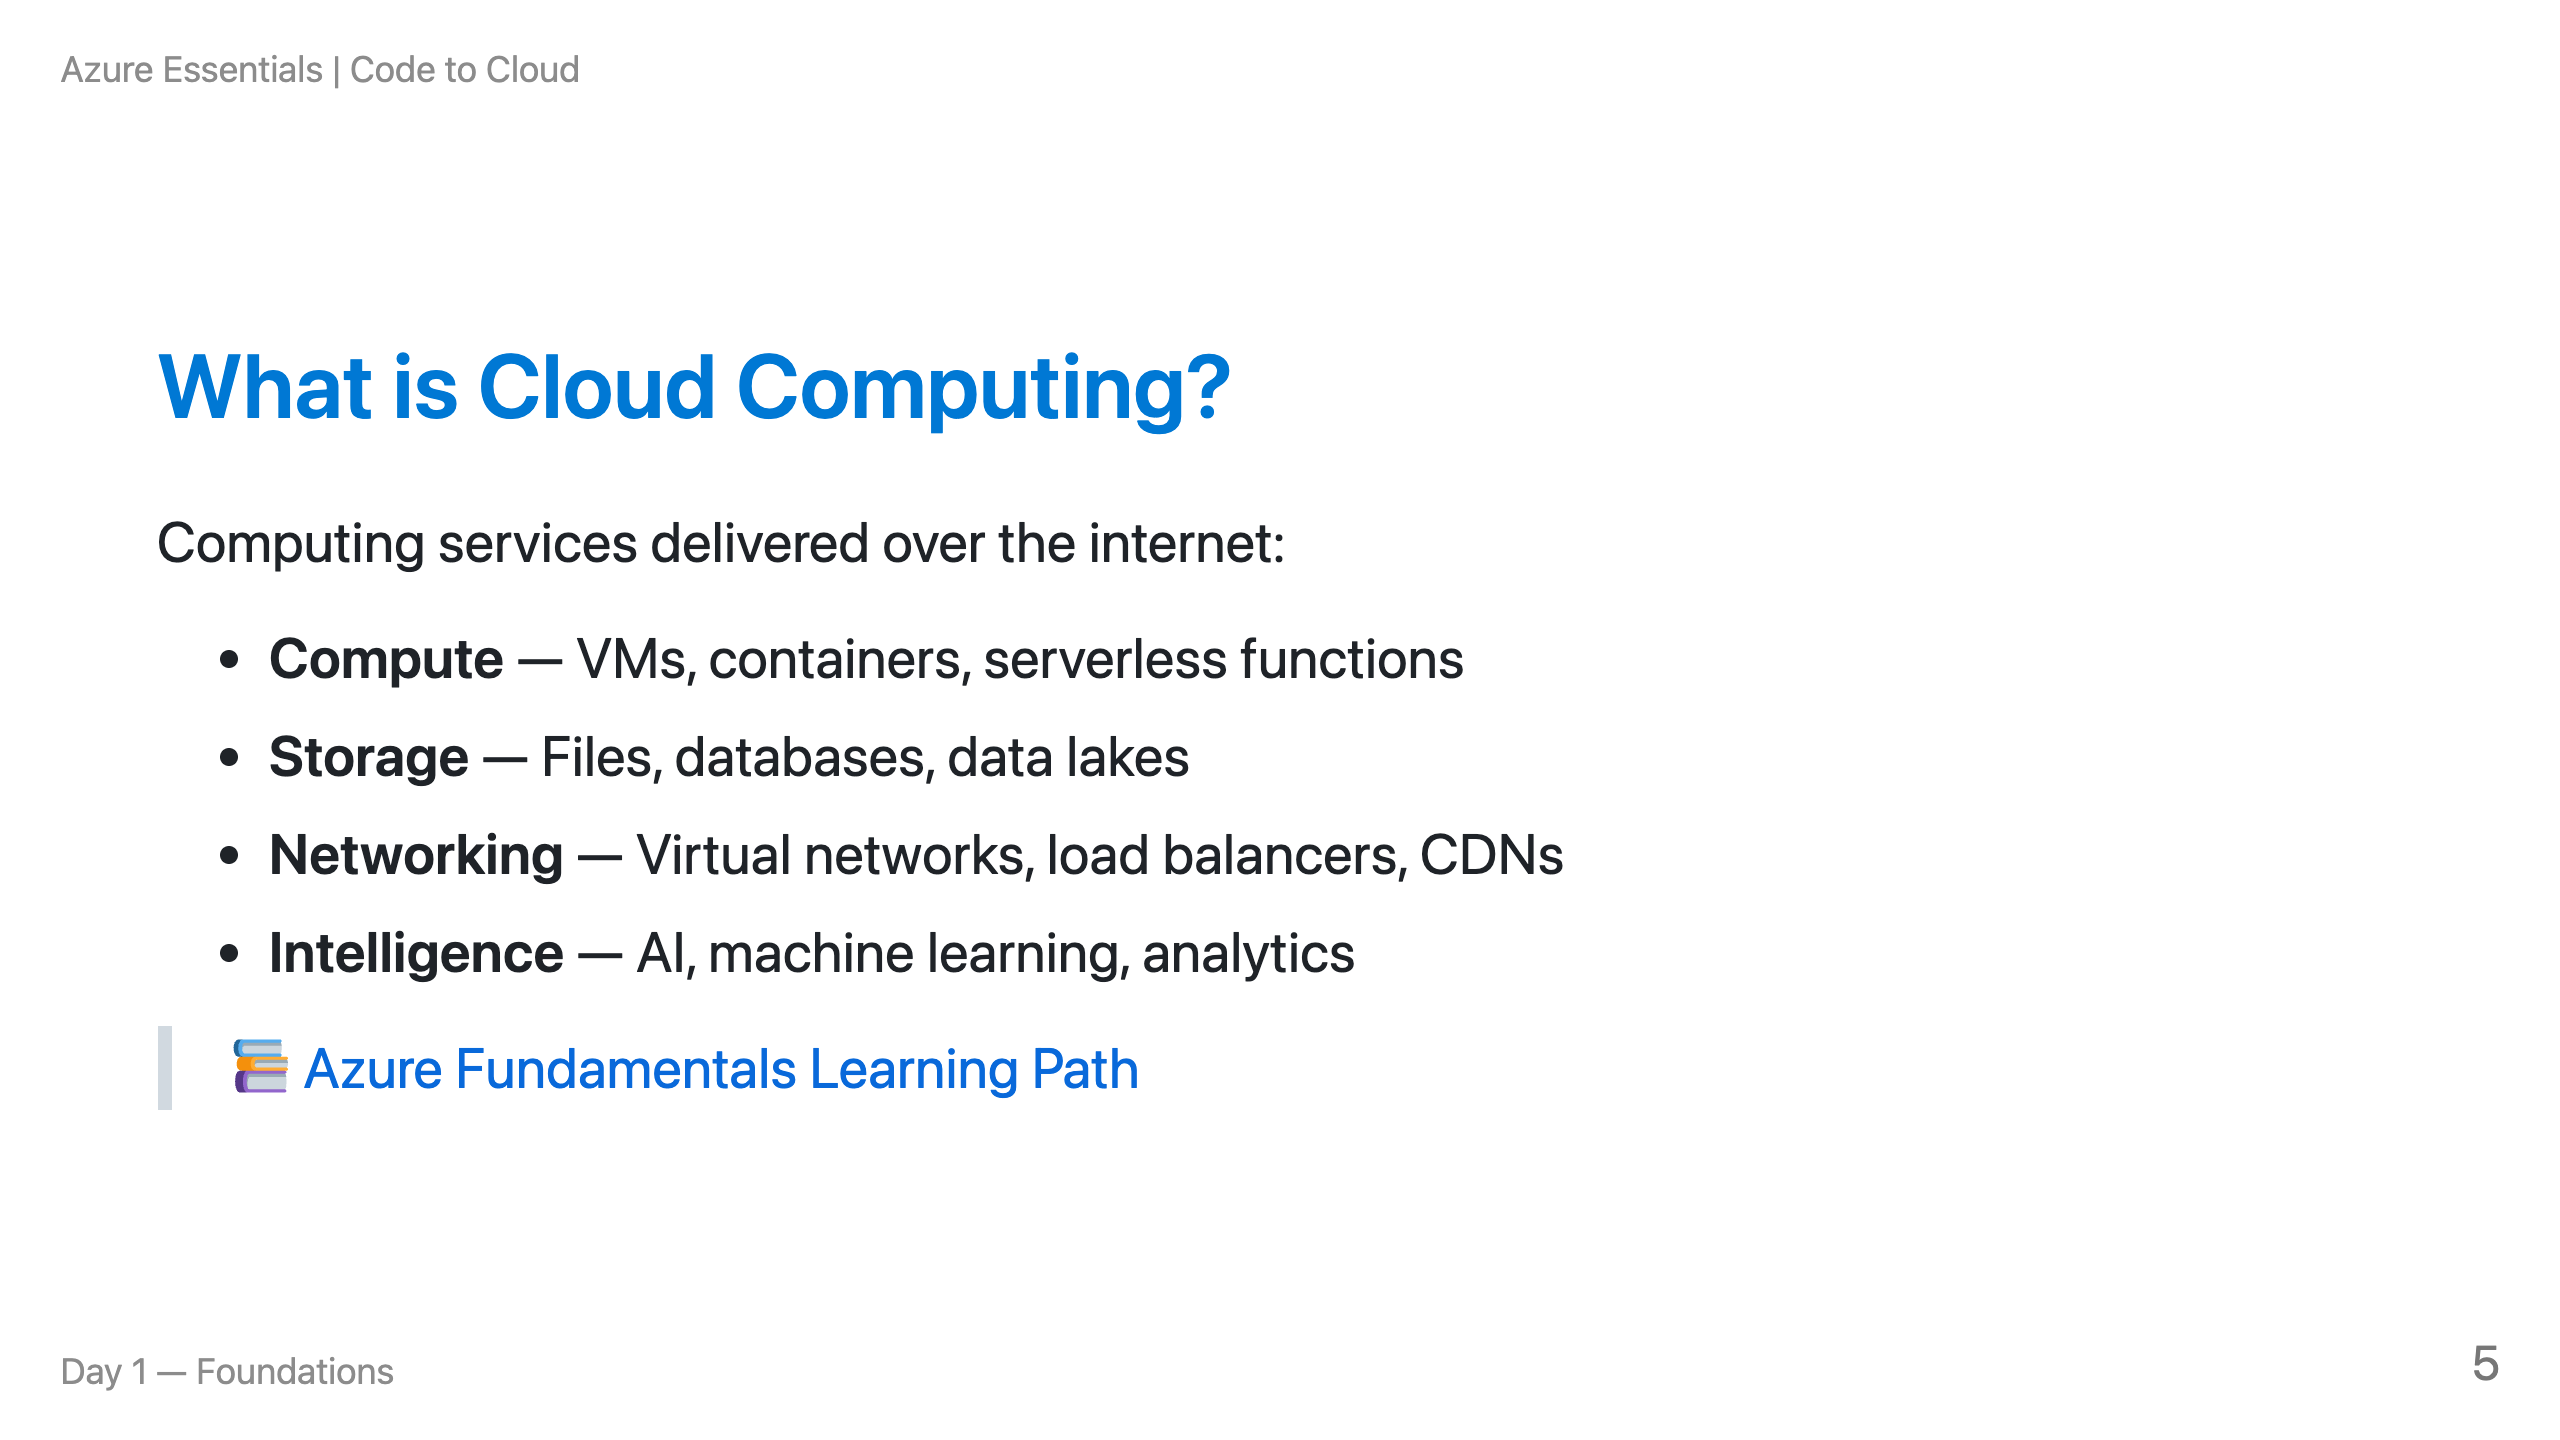 Azure Essentials | Code to Cloud
What is Cloud Computing?
Computing services delivered over the internet:
• Compute — VMs, containers, serverless functions
• Storage — Files, databases, data lakes
• Networking — Virtual networks, load balancers, CDNs
• Intelligence — AI, machine learning, analytics
📚 Azure Fundamentals Learning Path
Day 1 — Foundations
5